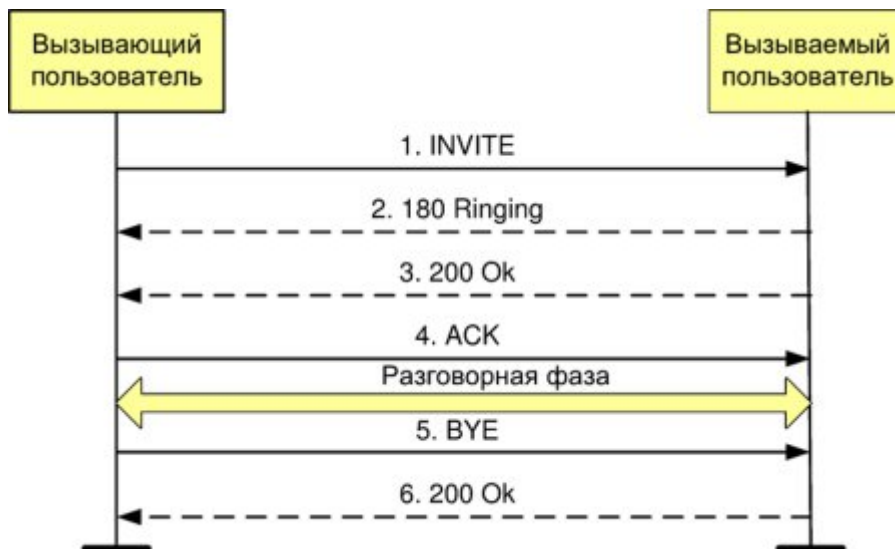 Вызывающий
пользователь
Вызываемый
пользователь
1. INVITE
2. 180 Ringing
3. 200 Ok
4. ACK
Разговорная фаза
5. BYE
6. 200 Ok